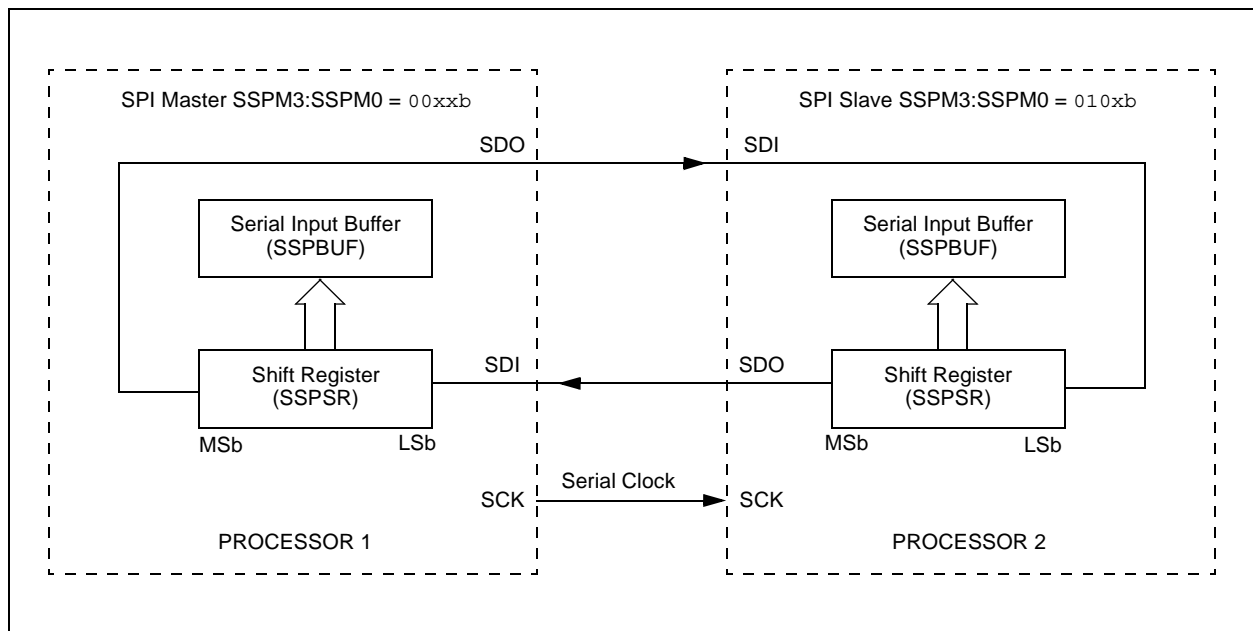 SPI Master SSPM3:SSPM0 = 00xxb
SDO
Serial Input Buffer
(SSPBUF)
Shift Register
(SSPSR)
MSb
LSb
SDI
SCK
PROCESSOR 1
Serial Clock
SPI Slave SSPM3:SSPM0 = 010xb
SDI
Serial Input Buffer
(SSPBUF)
SDO
Shift Register
(SSPSR)
MSb
LSb
SCK
PROCESSOR 2